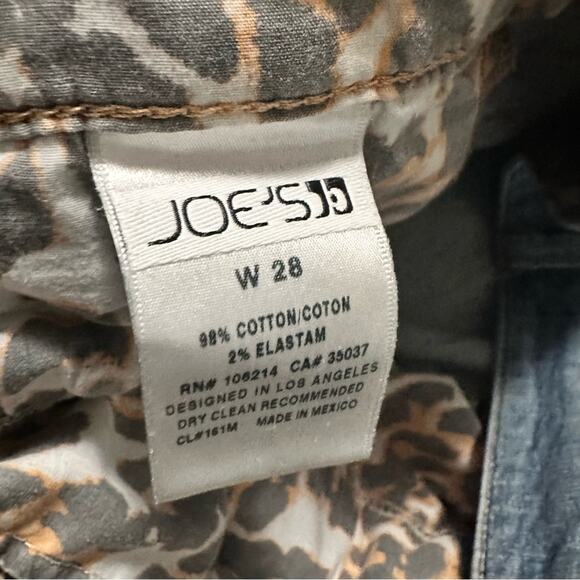 JOE'S
W 28
98% COTTON/COTON
2% ELASTAM
RN# 106214 CA# 35037
DESIGNED IN LOS ANGELES
DRY CLEAN RECOMMENDED
CL#161M MADE IN MEXICO